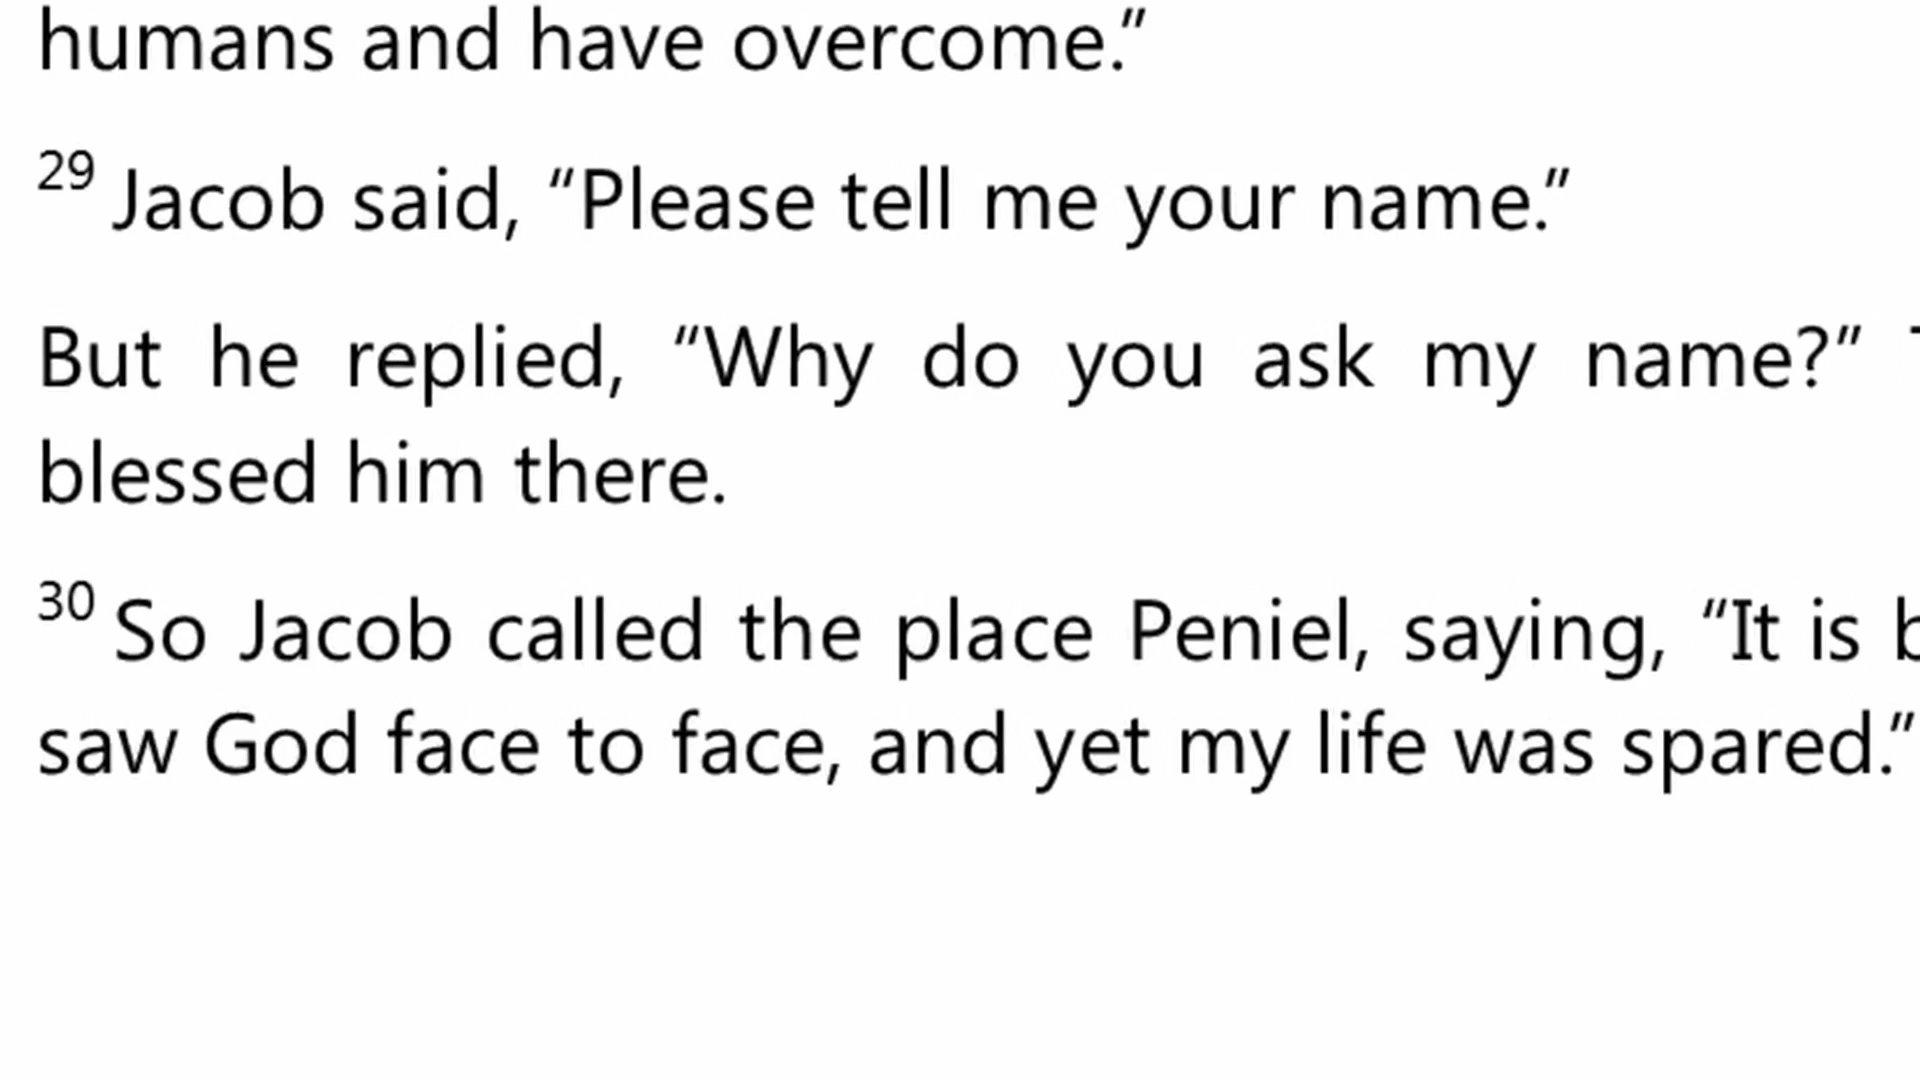 humans and have overcome.”
29 Jacob said, “Please tell me your name.”
But he replied, “Why do you ask my name?”
blessed him there.
30 So Jacob called the place Peniel, saying, “It is
saw God face to face, and yet my life was spared.”